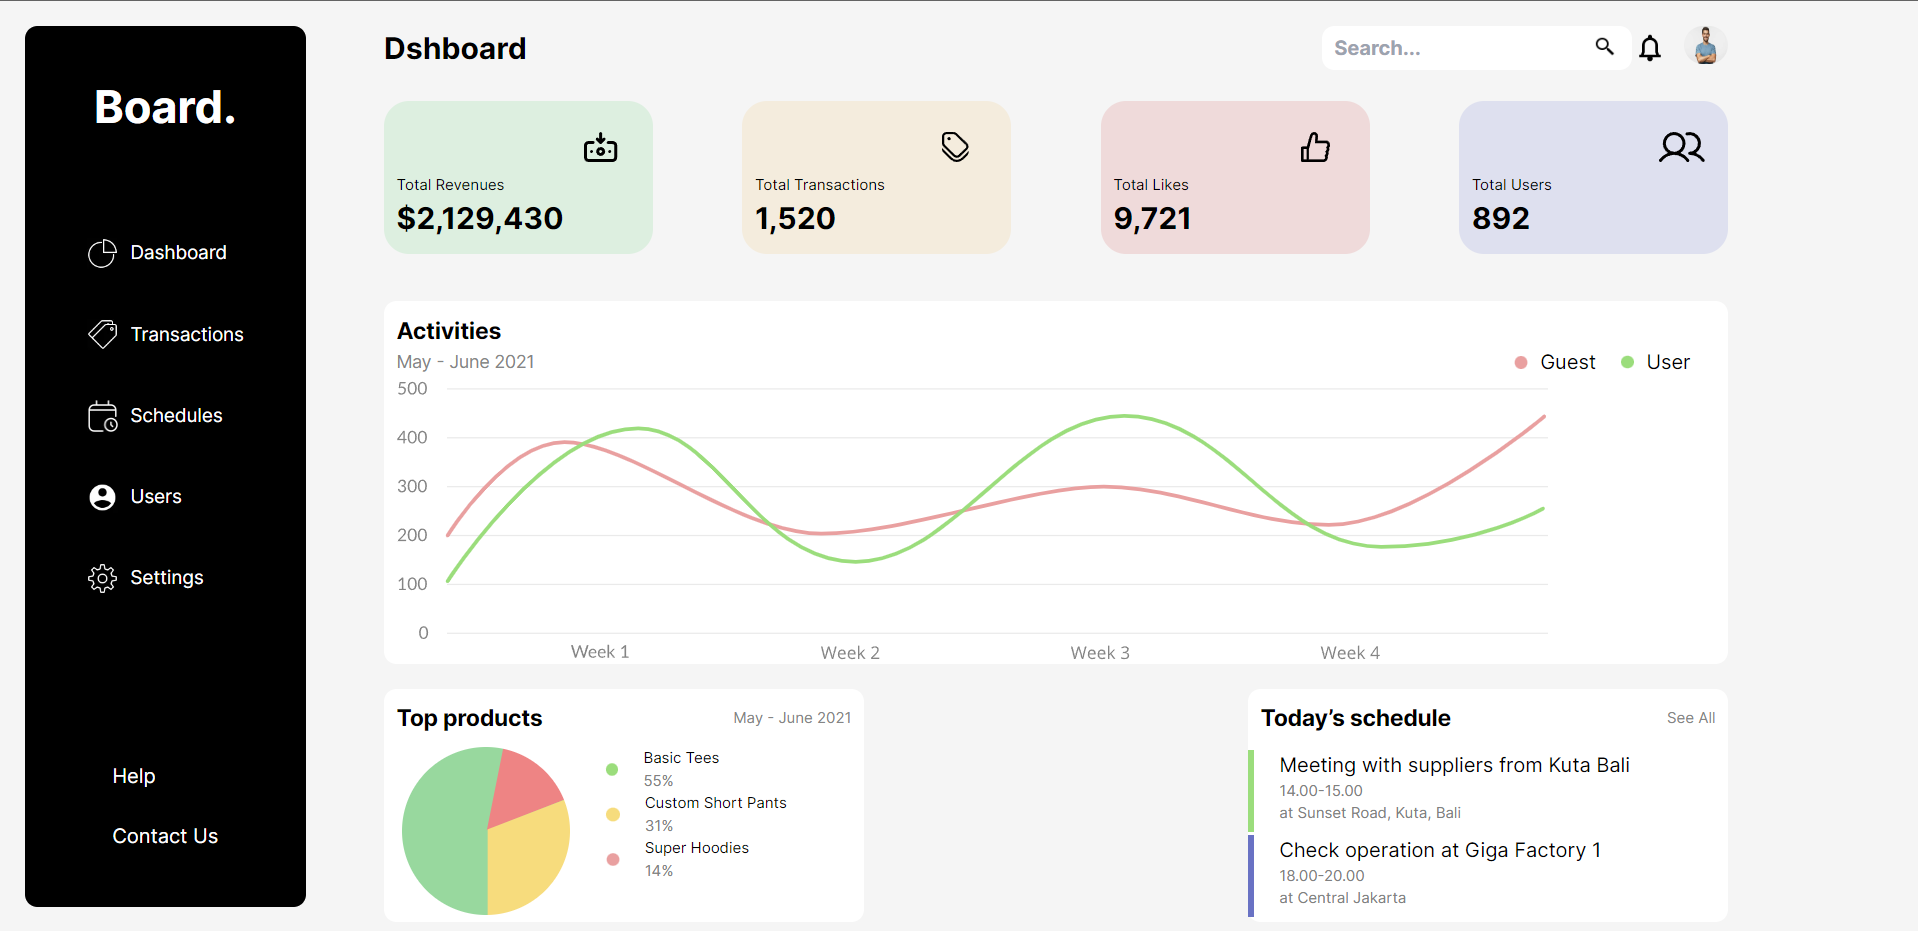 Board.
Dashboard
Transactions
Schedules
Users
Settings
Help
Contact Us
Dshboard
Search...
Total Revenues
$2,129,430
Total Transactions
1,520
Total Likes
9,721
Total Users
892
Activities
May - June 2021
Guest
User
500
400
300
200
100
0
Week 1
Week 2
Week 3
Week 4
Top products
May - June 2021
Basic Tees
55%
Custom Short Pants
31%
Super Hoodies
14%
Today’s schedule
See All
Meeting with suppliers from Kuta Bali
14.00-15.00
at Sunset Road, Kuta, Bali
Check operation at Giga Factory 1
18.00-20.00
at Central Jakarta